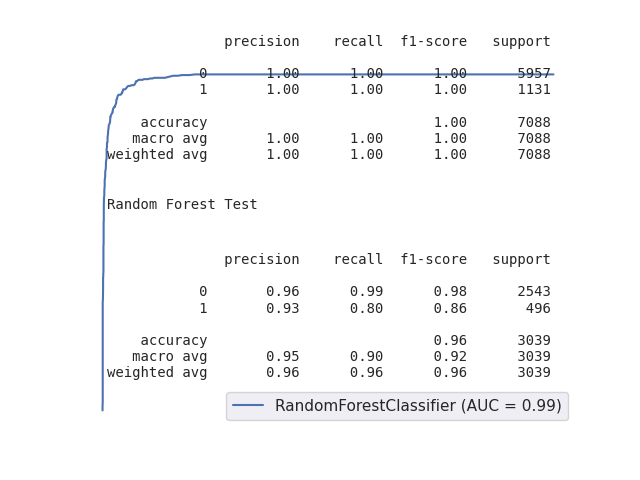 precision recall f1-score support
0 1.00 1.00 1.00 5957
1 1.00 1.00 1.00 1131
accuracy 1.00 7088
macro avg 1.00 1.00 1.00 7088
weighted avg 1.00 1.00 1.00 7088
Random Forest Test
precision recall f1-score support
0 0.96 0.99 0.98 2543
1 0.93 0.80 0.86 496
accuracy 0.96 3039
macro avg 0.95 0.90 0.92 3039
weighted avg 0.96 0.96 0.96 3039
RandomForestClassifier (AUC = 0.99)